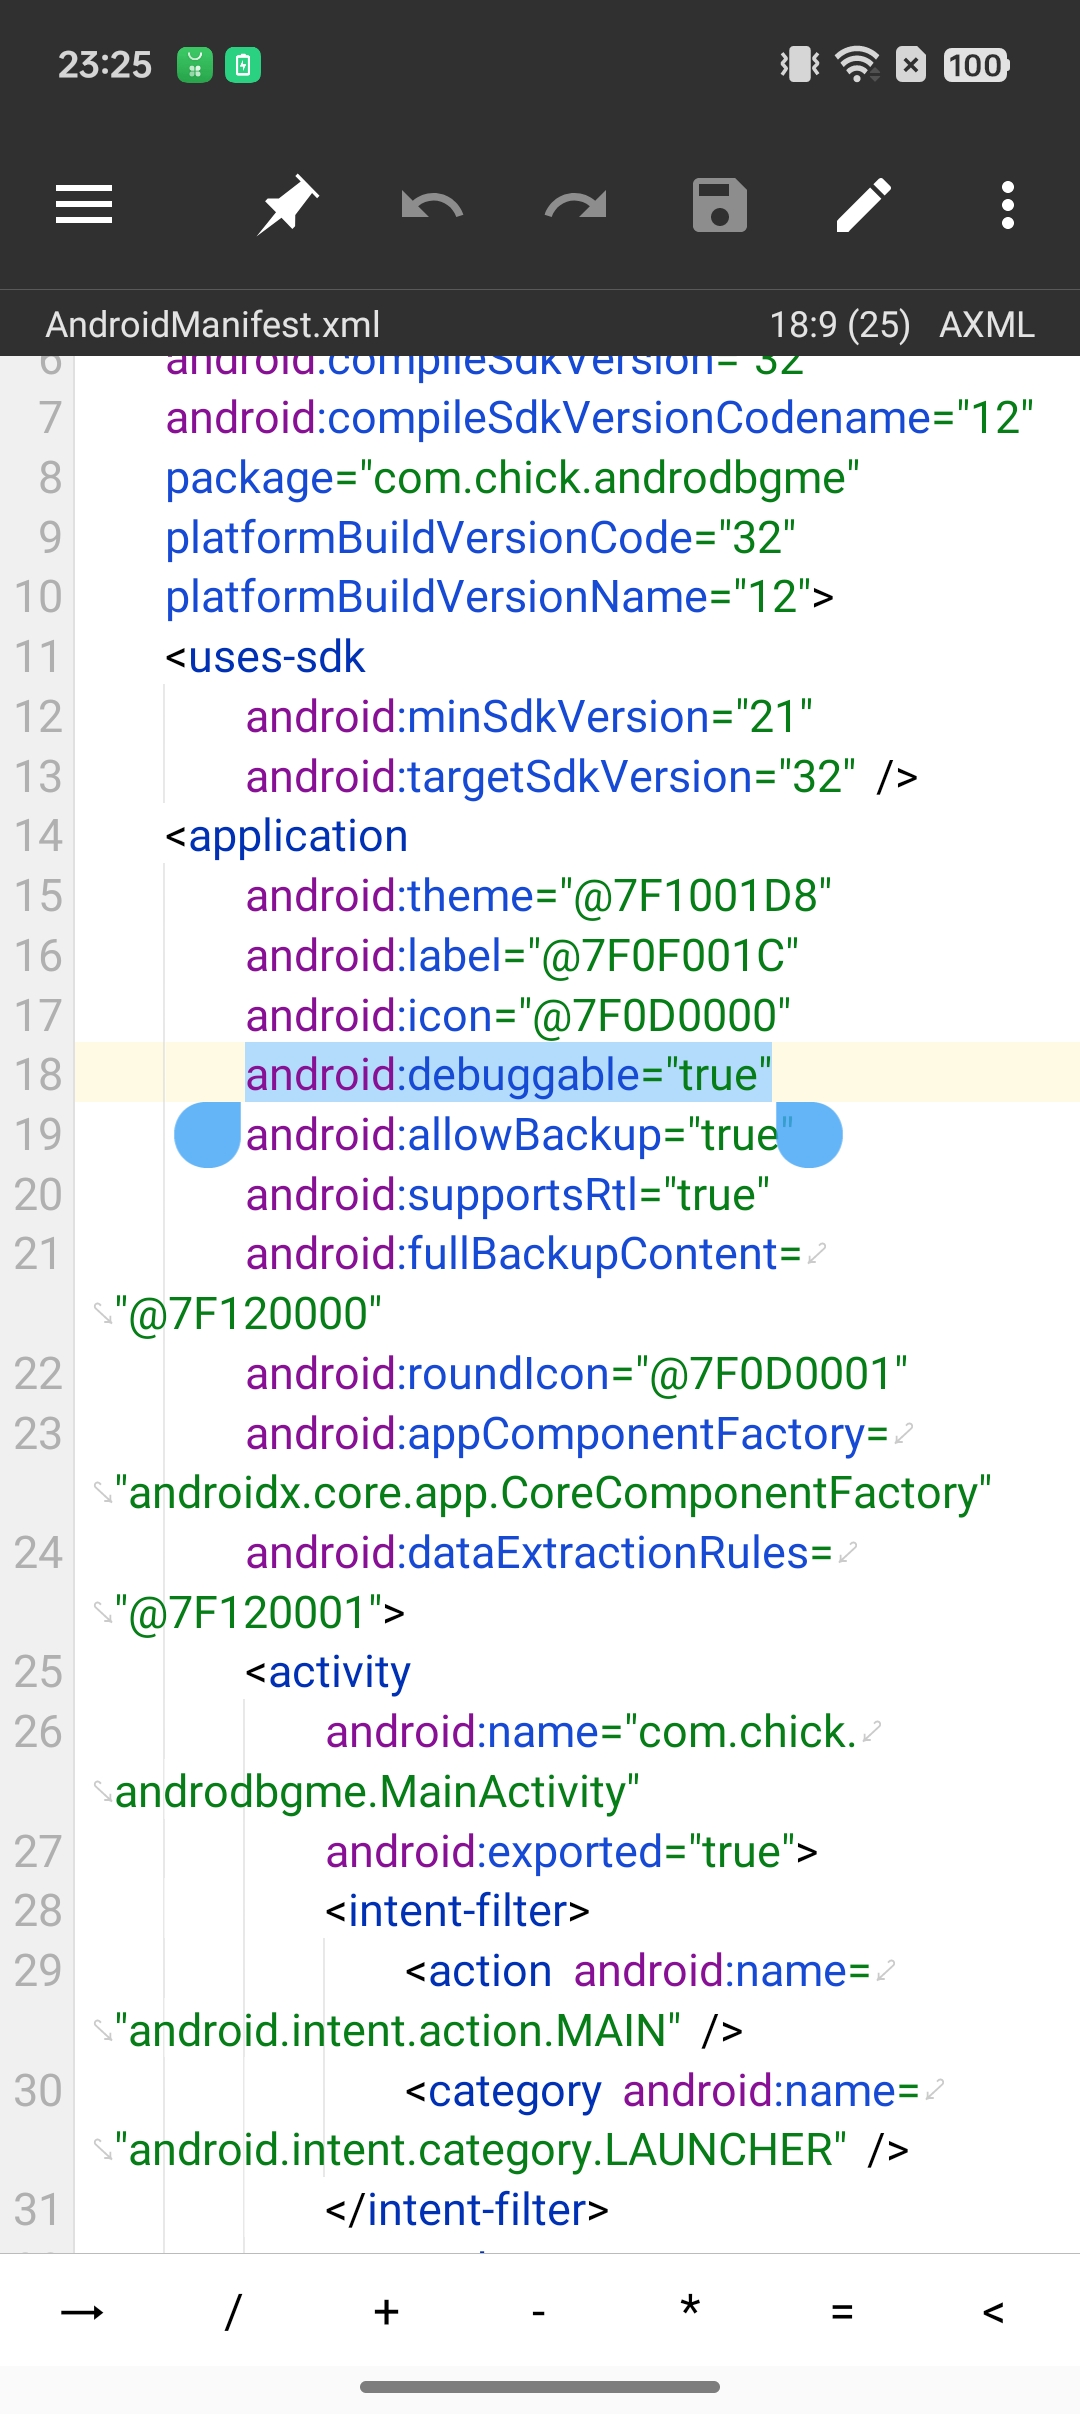 23:25 100
AndroidManifest.xml 18:9 (25) AXML
6 android:compileSdkVersion="32"
7 android:compileSdkVersionCodename="12"
8 package="com.chick.androdbgme"
9 platformBuildVersionCode="32"
10 platformBuildVersionName="12">
11 <uses-sdk
12 android:minSdkVersion="21"
13 android:targetSdkVersion="32" />
14 <application
15 android:theme="@7F1001D8"
16 android:label="@7F0F001C"
17 android:icon="@7F0D0000"
18 android:debuggable="true"
19 android:allowBackup="true"
20 android:supportsRtl="true"
21 android:fullBackupContent=
"@7F120000"
22 android:roundIcon="@7F0D0001"
23 android:appComponentFactory=
"androidx.core.app.CoreComponentFactory"
24 android:dataExtractionRules=
"@7F120001">
25 <activity
26 android:name="com.chick.
androdbgme.MainActivity"
27 android:exported="true">
28 <intent-filter>
29 <action android:name=
"android.intent.action.MAIN" />
30 <category android:name=
"android.intent.category.LAUNCHER" />
31 </intent-filter>
→ / + - * = <